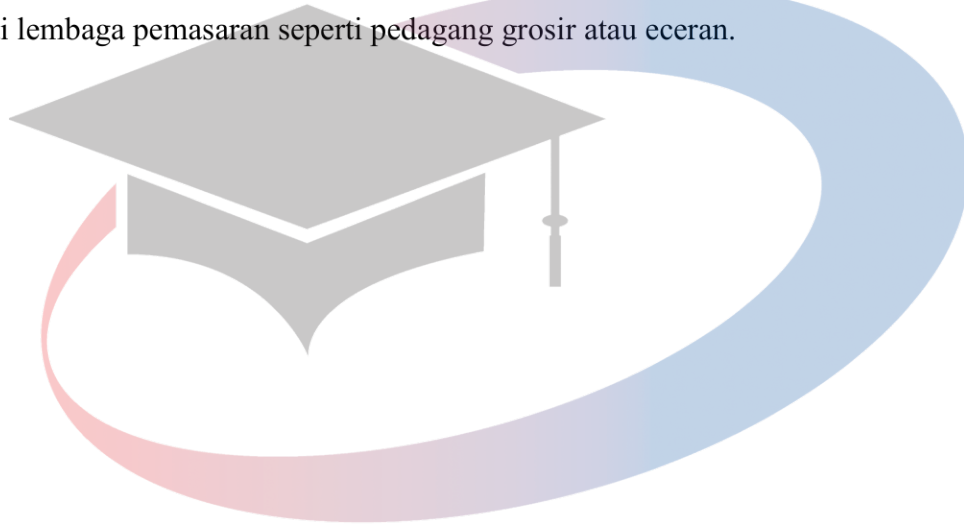 i lembaga pemasaran seperti pedagang grosir atau eceran.